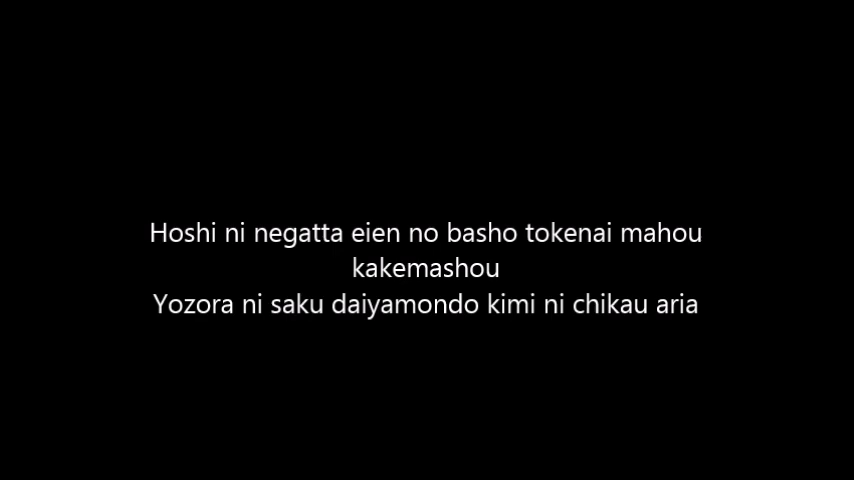 Hoshi ni negatta eien no basho tokenai mahou
kakemashou
Yozora ni saku daiyamondo kimi ni chikau aria